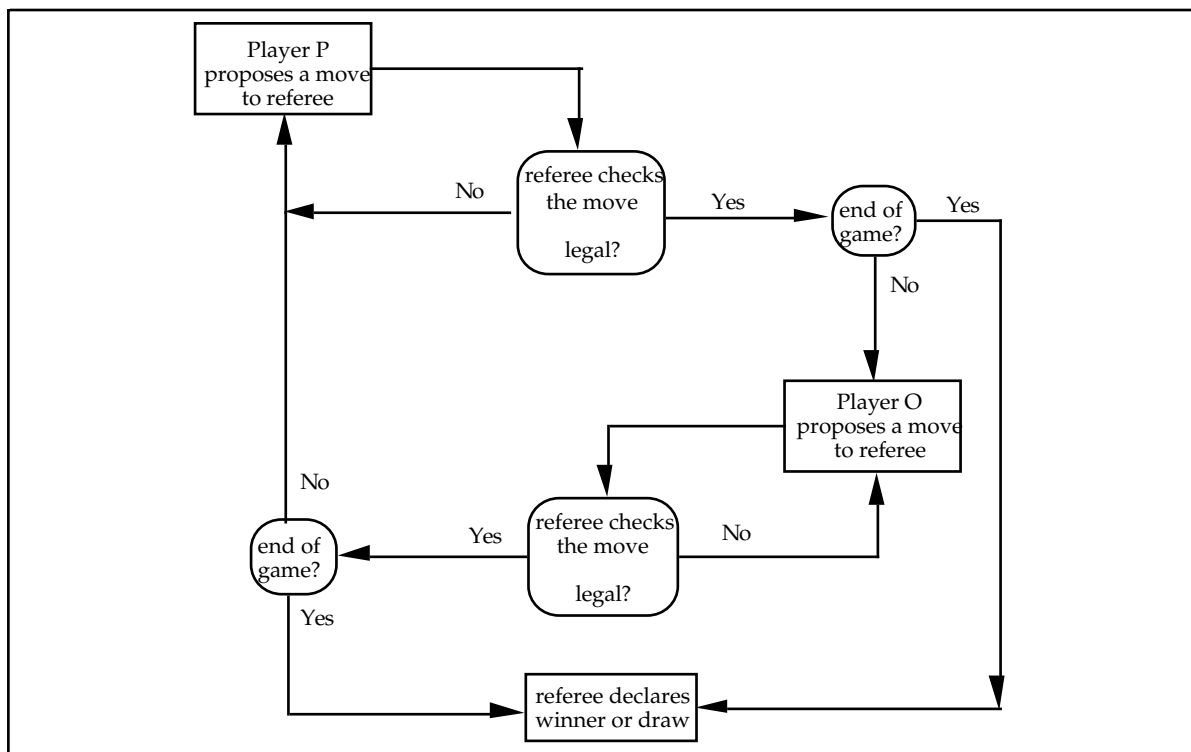 Player P
proposes a move
to referee
No
referee checks
the move
legal?
Yes
end of
game?
Yes
No
Player O
proposes a move
to referee
No
end of
game?
Yes
referee checks
the move
legal?
No
Yes
referee declares
winner or draw